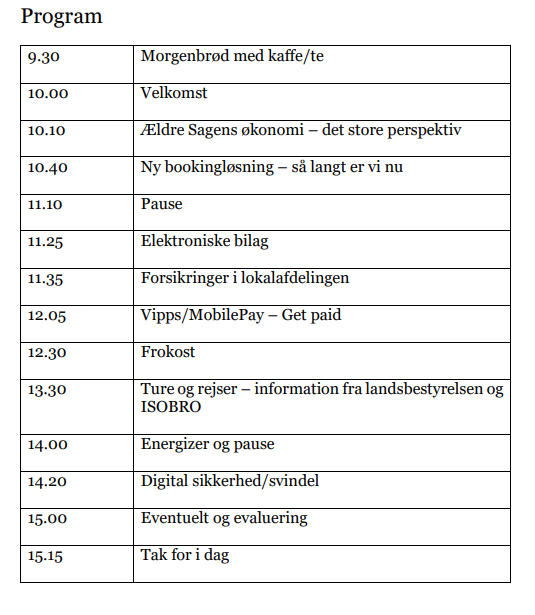 Program
9.30 Morgenbrød med kaffe/te
10.00 Velkomst
10.10 Ældre Sagens økonomi – det store perspektiv
10.40 Ny bookingløsning – så langt er vi nu
11.10 Pause
11.25 Elektroniske bilag
11.35 Forsikringer i lokalafdelingen
12.05 Vipps/MobilePay – Get paid
12.30 Frokost
13.30 Ture og rejser – information fra landsbestyrelsen og
ISOBRO
14.00 Energizer og pause
14.20 Digital sikkerhed/svindel
15.00 Eventuelt og evaluering
15.15 Tak for i dag